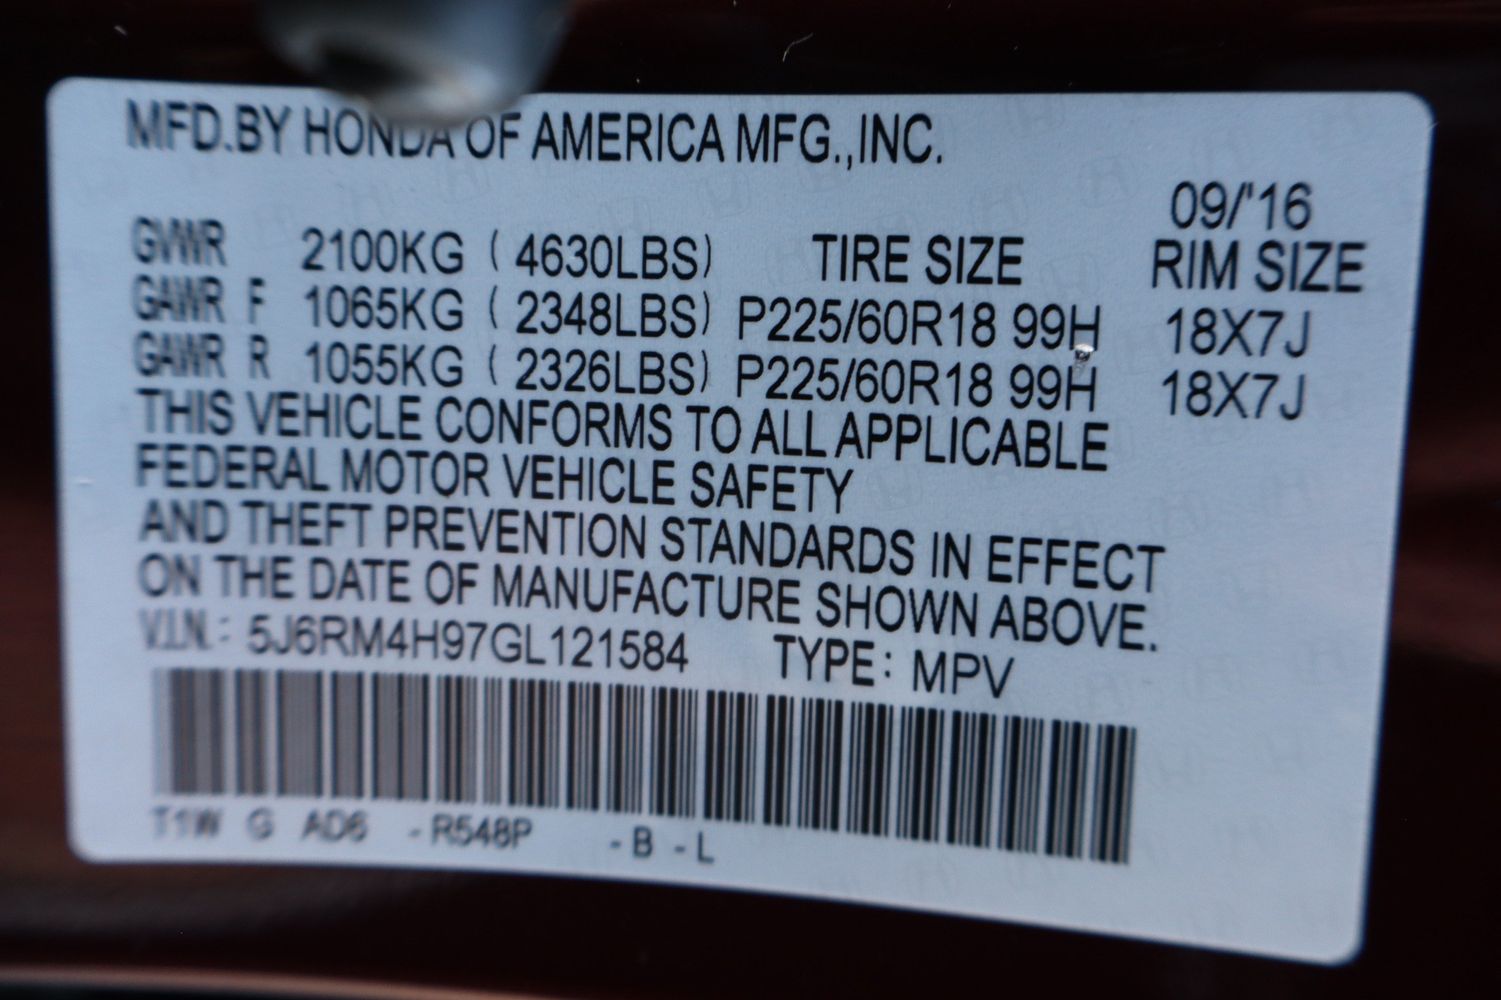 MFD.BY HONDA OF AMERICA MFG.,INC.
09/'16
GVWR 2100KG ( 4630LBS) TIRE SIZE RIM SIZE
GAWR F 1065KG ( 2348LBS) P225/60R18 99H 18X7J
GAWR R 1055KG ( 2326LBS) P225/60R18 99H 18X7J
THIS VEHICLE CONFORMS TO ALL APPLICABLE
FEDERAL MOTOR VEHICLE SAFETY
AND THEFT PREVENTION STANDARDS IN EFFECT
ON THE DATE OF MANUFACTURE SHOWN ABOVE.
V.I.N.: 5J6RM4H97GL121584 TYPE: MPV
T1W G AD6 -R548P -B -L